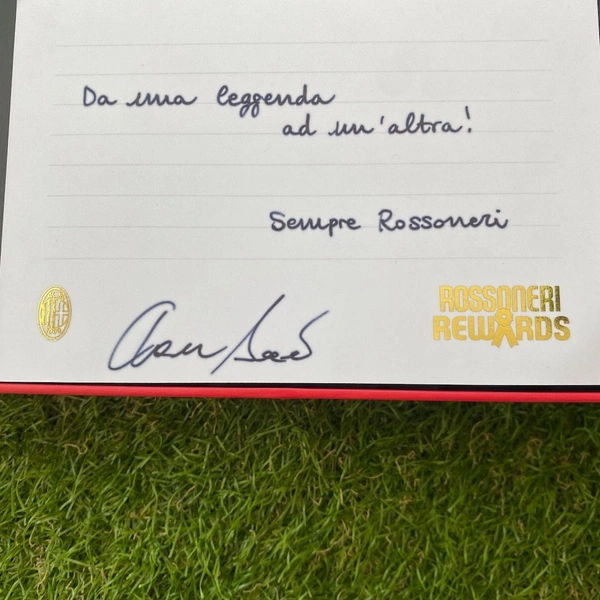 Da una leggenda
ad un'altra!
Sempre Rossoneri
ROSSONERI
REWARDS